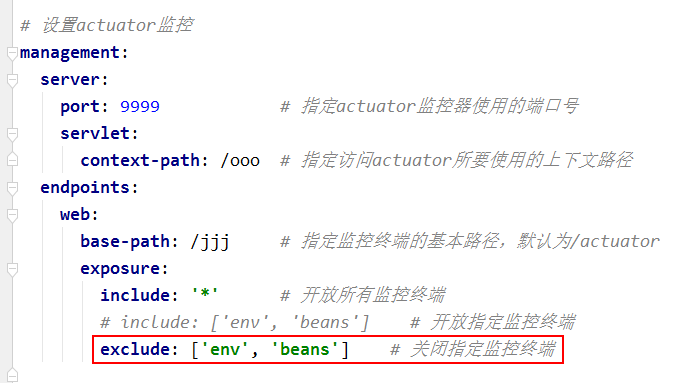 # 设置actuator监控
management:
  server:
    port: 9999            # 指定actuator监控器使用的端口号
    servlet:
      context-path: /ooo  # 指定访问actuator所要使用的上下文路径
  endpoints:
    web:
      base-path: /jjj     # 指定监控终端的基本路径，默认为/actuator
      exposure:
        include: '*'      # 开放所有监控终端
        # include: ['env', 'beans']    # 开放指定监控终端
        exclude: ['env', 'beans']    # 关闭指定监控终端